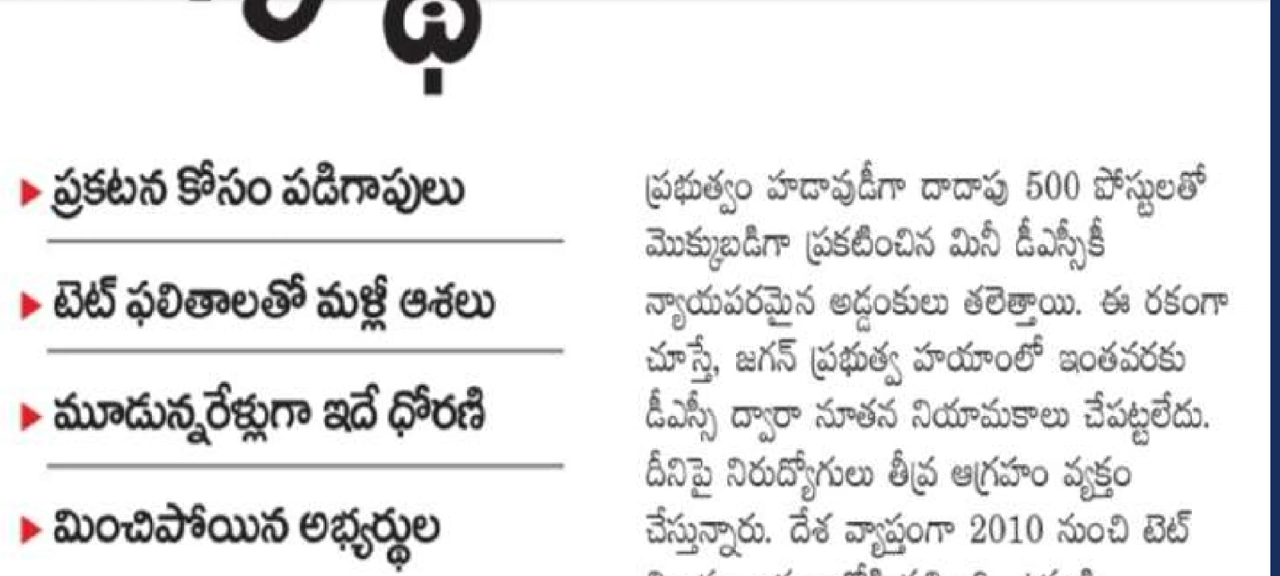 ప్రకటన కోసం పడిగాపులు
టెట్ ఫలితాలతో మళ్లీ ఆశలు
మూడున్నరేళ్లుగా ఇదే ధోరణి
మించిపోయిన అభ్యర్థుల
ప్రభుత్వం హడావుడీగా దాదాపు 500 పోస్టులతో
మొక్కుబడిగా ప్రకటించిన మినీ డీఎస్సీకీ
న్యాయపరమైన అడ్డంకులు తలెత్తాయి. ఈ రకంగా
చూస్తే, జగన్ ప్రభుత్వ హయాంలో ఇంతవరకు
డీఎస్సీ ద్వారా నూతన నియామకాలు చేపట్టలేదు.
దీనిపై నిరుద్యోగులు తీవ్ర ఆగ్రహం వ్యక్తం
చేస్తున్నారు. దేశ వ్యాప్తంగా 2010 నుంచి టెట్